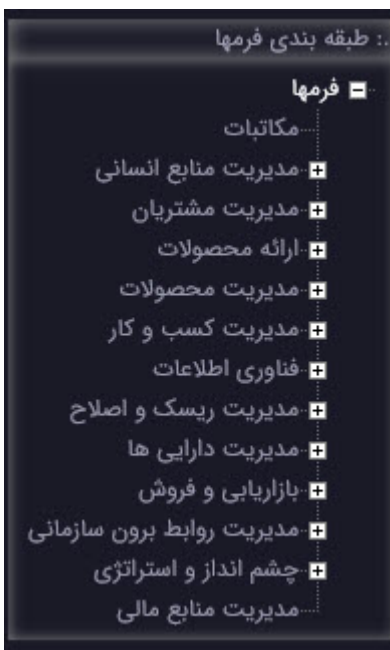 .: طبقه بندی فرمها
فرمها
مکاتبات
مدیریت منابع انسانی
مدیریت مشتریان
ارائه محصولات
مدیریت محصولات
مدیریت کسب و کار
فناوری اطلاعات
مدیریت ریسک و اصلاح
مدیریت دارایی ها
بازاریابی و فروش
مدیریت روابط برون سازمانی
چشم انداز و استراتژی
مدیریت منابع مالی